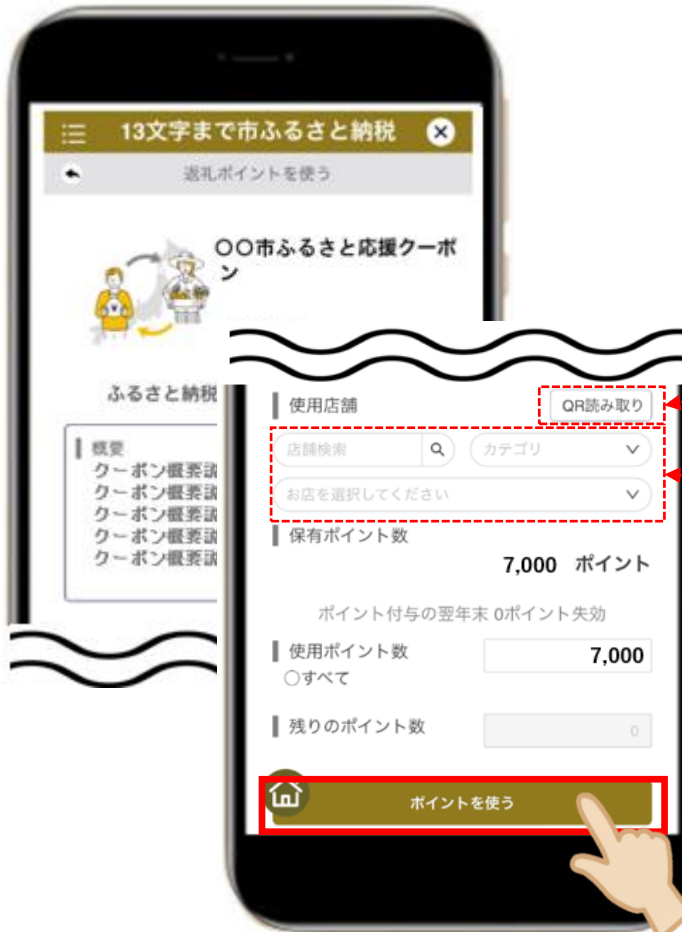 13文字まで市ふるさと納税
返礼ポイントを使う
〇〇市ふるさと応援クーポ
ン
ふるさと納税
概要
クーポン概要説
クーポン概要説
クーポン概要説
クーポン概要説
クーポン概要説
使用店舗 QR読み取り
店舗検索 カテゴリ
お店を選択してください
保有ポイント数
7,000 ポイント
ポイント付与の翌年末 0ポイント失効
使用ポイント数 7,000
〇すべて
残りのポイント数 0
ポイントを使う